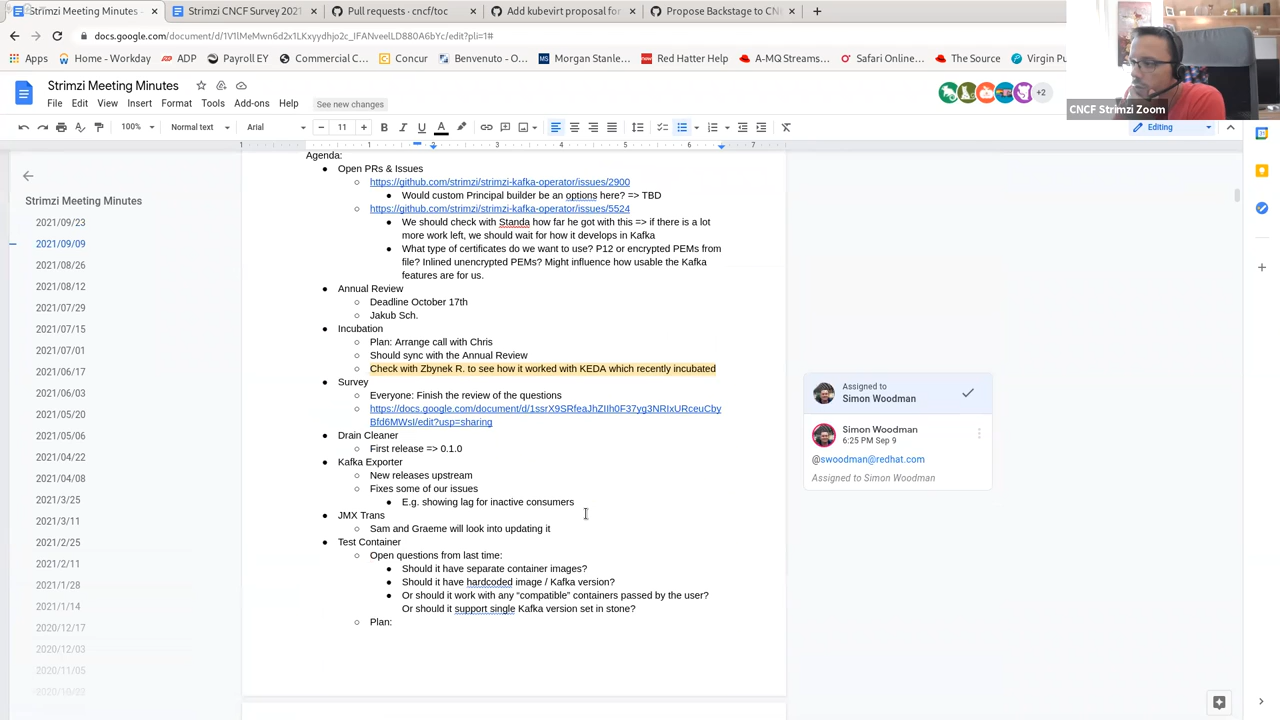 Strimzi Meeting Minutes - ×
Strimzi CNCF Survey 2021 ×
Pull requests · cncf/toc ×
Add kubevirt proposal for ×
Propose Backstage to CN ×
docs.google.com/document/d/1V1lMeMwn6d2x1LKxyydhjo2c_IFANveelLD880A6bYc/edit?pli=1#
Apps Home - Workday ADP Payroll EY Commercial C… Concur Benvenuto - O… Morgan Stanle… Red Hatter Help A-MQ Streams… Safari Online… The Source Virgin Pu
Strimzi Meeting Minutes
File Edit View Insert Format Tools Add-ons Help See new changes
+2
CNCF Strimzi Zoom
100% Normal text Arial 11 Editing
1 1 2 3 4 5 6 7
Strimzi Meeting Minutes
2021/09/23
2021/09/09
2021/08/26
2021/08/12
2021/07/29
2021/07/15
2021/07/01
2021/06/17
2021/06/03
2021/05/20
2021/05/06
2021/04/22
2021/04/08
2021/3/25
2021/3/11
2021/2/25
2021/2/11
2021/1/28
2021/1/14
2020/12/17
2020/12/03
2020/11/05
2020/10/22
Agenda:
● Open PRs & Issues
○ https://github.com/strimzi/strimzi-kafka-operator/issues/2900
● Would custom Principal builder be an options here? => TBD
○ https://github.com/strimzi/strimzi-kafka-operator/issues/5524
● We should check with Standa how far he got with this => if there is a lot
more work left, we should wait for how it develops in Kafka
● What type of certificates do we want to use? P12 or encrypted PEMs from
file? Inlined unencrypted PEMs? Might influence how usable the Kafka
features are for us.
● Annual Review
○ Deadline October 17th
○ Jakub Sch.
● Incubation
○ Plan: Arrange call with Chris
○ Should sync with the Annual Review
○ Check with Zbynek R. to see how it worked with KEDA which recently incubated
● Survey
○ Everyone: Finish the review of the questions
○ https://docs.google.com/document/d/1ssrX9SRfeaJhZIIh0F37yg3NRIxURceuCby
Bfd6MWsI/edit?usp=sharing
● Drain Cleaner
○ First release => 0.1.0
● Kafka Exporter
○ New releases upstream
○ Fixes some of our issues
● E.g. showing lag for inactive consumers
● JMX Trans
○ Sam and Graeme will look into updating it
● Test Container
○ Open questions from last time:
● Should it have separate container images?
● Should it have hardcoded image / Kafka version?
● Or should it work with any “compatible” containers passed by the user?
Or should it support single Kafka version set in stone?
○ Plan:
Assigned to
Simon Woodman
Simon Woodman
6:25 PM Sep 9
@swoodman@redhat.com
Assigned to Simon Woodman